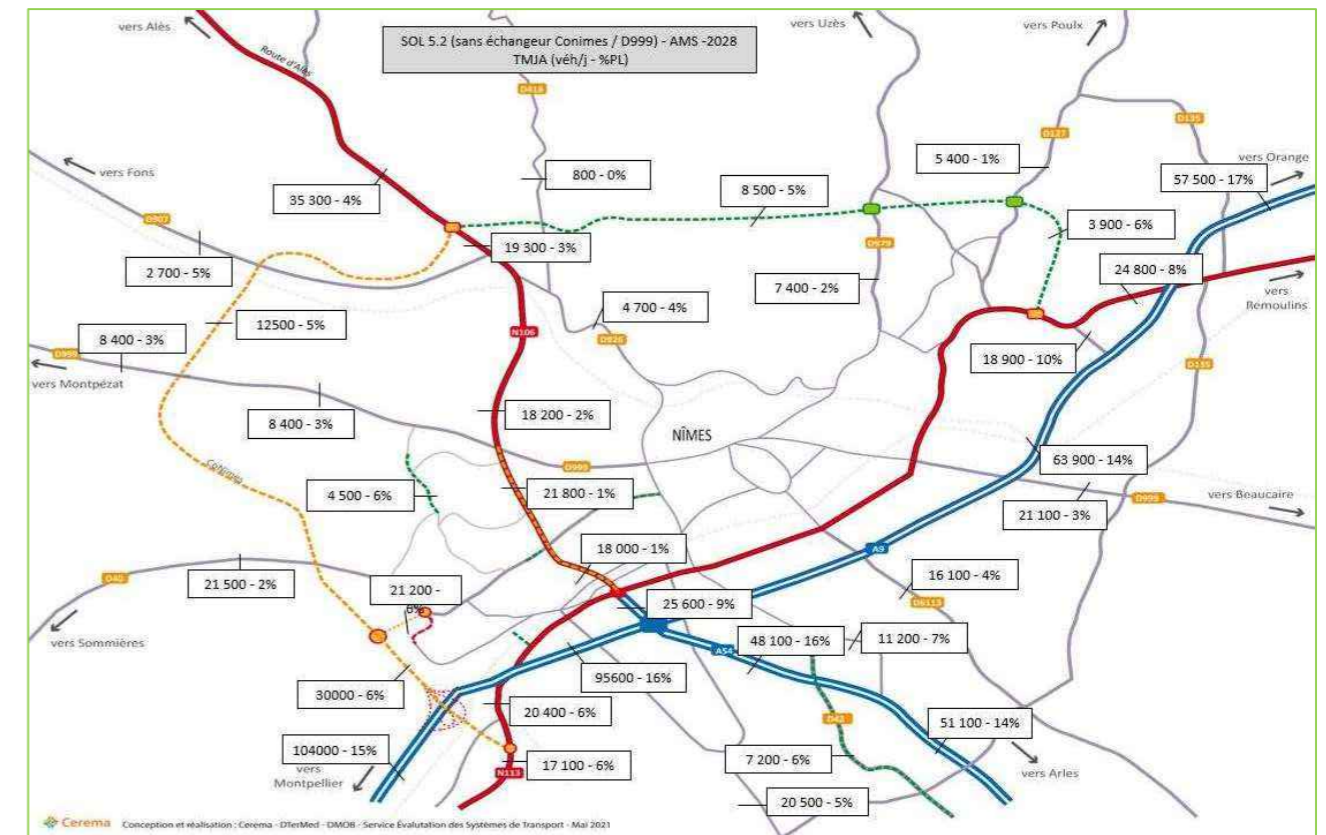 vers Alès
vers Uzès
vers Poulx
SOL 5.2 (sans échangeur Conimes / D999) - AMS -2028
TMJA (véh/j - %PL)
Route d'Alès
D418
D127
D135
5 400 - 1%
vers Orange
57 500 - 17%
vers Fons
800 - 0%
8 500 - 5%
35 300 - 4%
D907
3 900 - 6%
19 300 - 3%
D979
2 700 - 5%
24 800 - 8%
vers
Remoulins
7 400 - 2%
4 700 - 4%
12500 - 5%
N106
D926
8 400 - 3%
D999
vers Montpézat
18 900 - 10%
D135
18 200 - 2%
8 400 - 3%
NÎMES
63 900 - 14%
D999
21 800 - 1%
4 500 - 6%
D999
vers Beaucaire
21 100 - 3%
18 000 - 1%
A9
D40
21 500 - 2%
21 200 -
6%
16 100 - 4%
D6113
25 600 - 9%
vers Sommières
48 100 - 16%
11 200 - 7%
A54
95600 - 16%
30000 - 6%
20 400 - 6%
D42
51 100 - 14%
104000 - 15%
vers
Montpellier
17 100 - 6%
N113
7 200 - 6%
vers Arles
20 500 - 5%
Cerema Conception et réalisation : Cerema - DTerMed - DMOB - Service Évalutation des Systèmes de Transport - Mai 2021